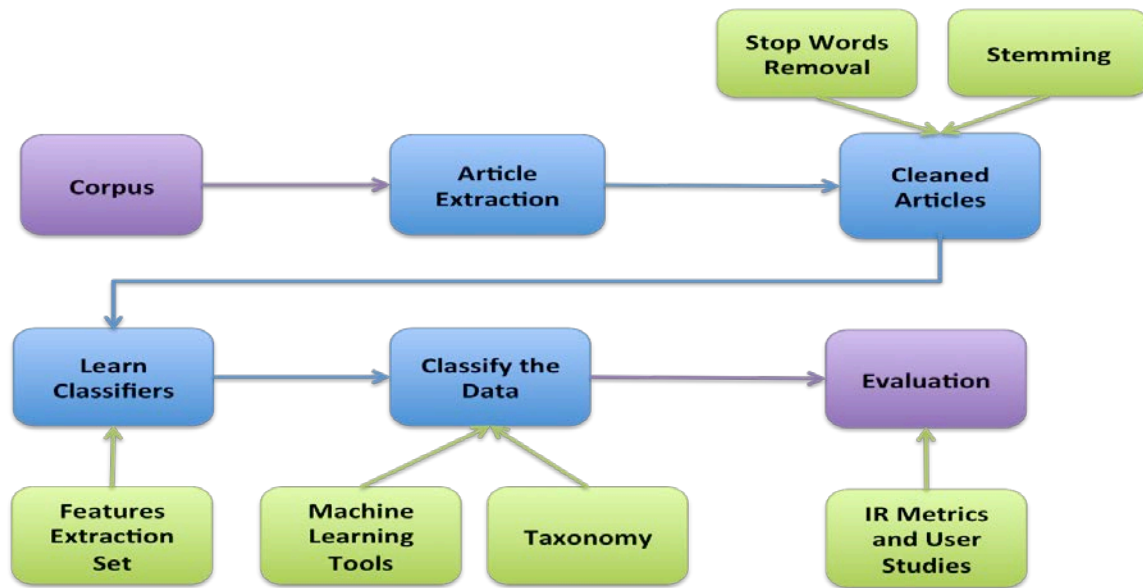 Stop Words
Removal
Stemming
Corpus
Article
Extraction
Cleaned
Articles
Learn
Classifiers
Classify the
Data
Evaluation
Features
Extraction
Set
Machine
Learning
Tools
Taxonomy
IR Metrics
and User
Studies